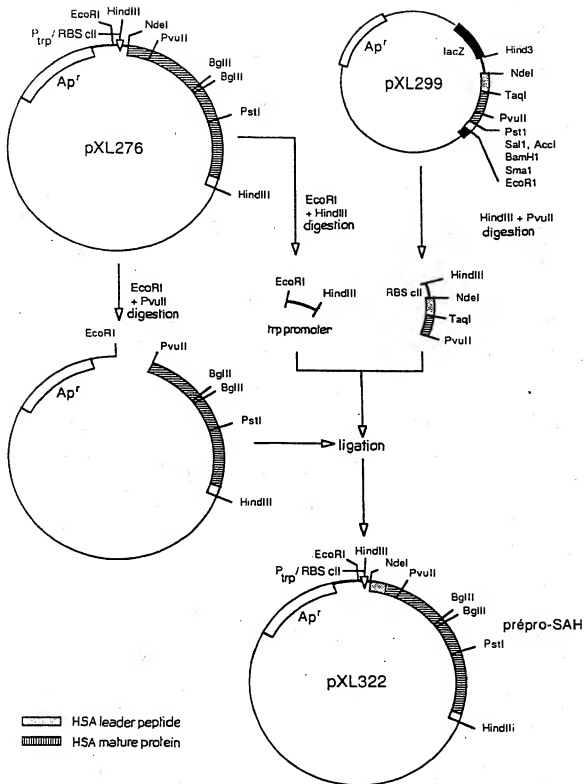 EcoRI
HindIII
Ptrp / RBS cII
NdeI
PvuII
BglII
BglII
PstI
HindIII
Apr
pXL276
lacZ
Hind3
NdeI
TaqI
PvuII
Pst1
Sal1, AccI
BamH1
Sma1
EcoR1
Apr
pXL299
EcoRI
+ HindIII
digestion
HindIII + PvuII
digestion
EcoRI
+ PvuII
digestion
EcoRI
HindIII
trp promoter
RBS cII
HindIII
NdeI
TaqI
PvuII
EcoRI
PvuII
BglII
BglII
PstI
HindIII
Apr
ligation
EcoRI
HindIII
Ptrp / RBS cII
NdeI
PvuII
BglII
BglII
PstI
HindIII
Apr
pXL322
prépro-SAH
HSA leader peptide
HSA mature protein